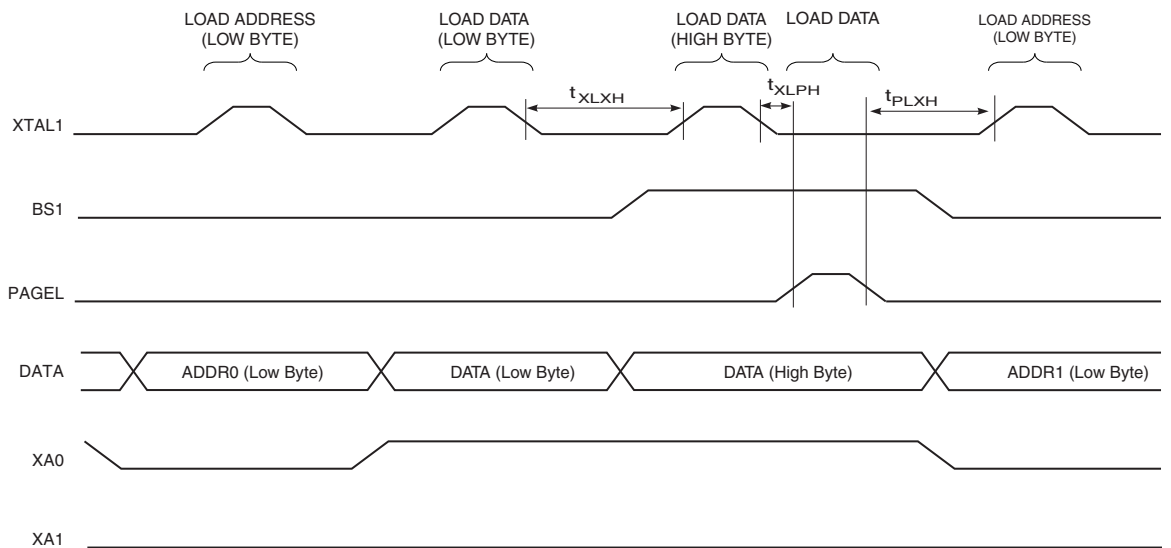 LOAD ADDRESS
(LOW BYTE)
LOAD DATA
(LOW BYTE)
LOAD DATA
(HIGH BYTE)
LOAD DATA
LOAD ADDRESS
(LOW BYTE)
tXLXH
tXLPH
tPLXH
XTAL1
BS1
PAGEL
DATA
ADDR0 (Low Byte)
DATA (Low Byte)
DATA (High Byte)
ADDR1 (Low Byte)
XA0
XA1